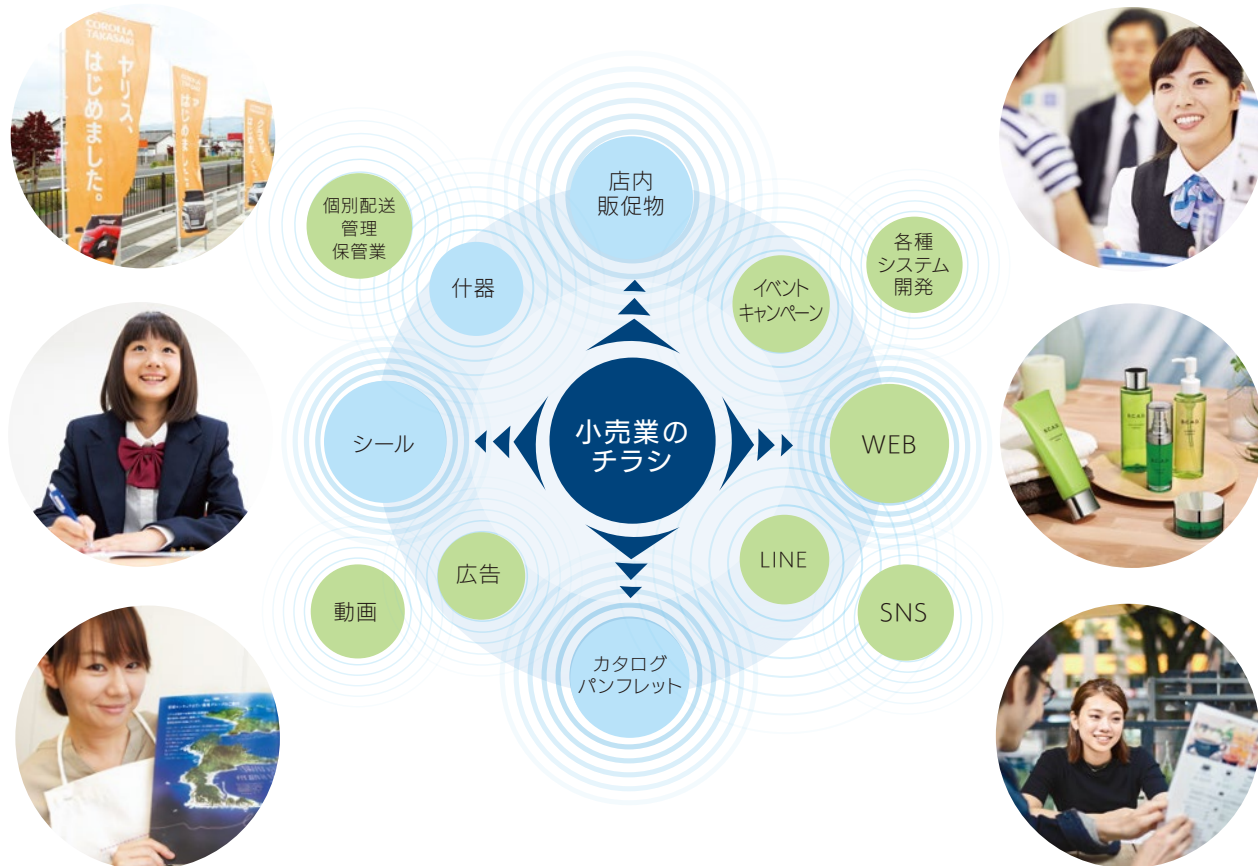 COROLLA
TAKASAKI
ヤリス、
はじめました。
店内
販促物
個別配送
管理
保管業
什器
イベント
キャンペーン
各種
システム
開発
シール
小売業の
チラシ
WEB
B.C.A.D.
広告
LINE
動画
SNS
カタログ
パンフレット